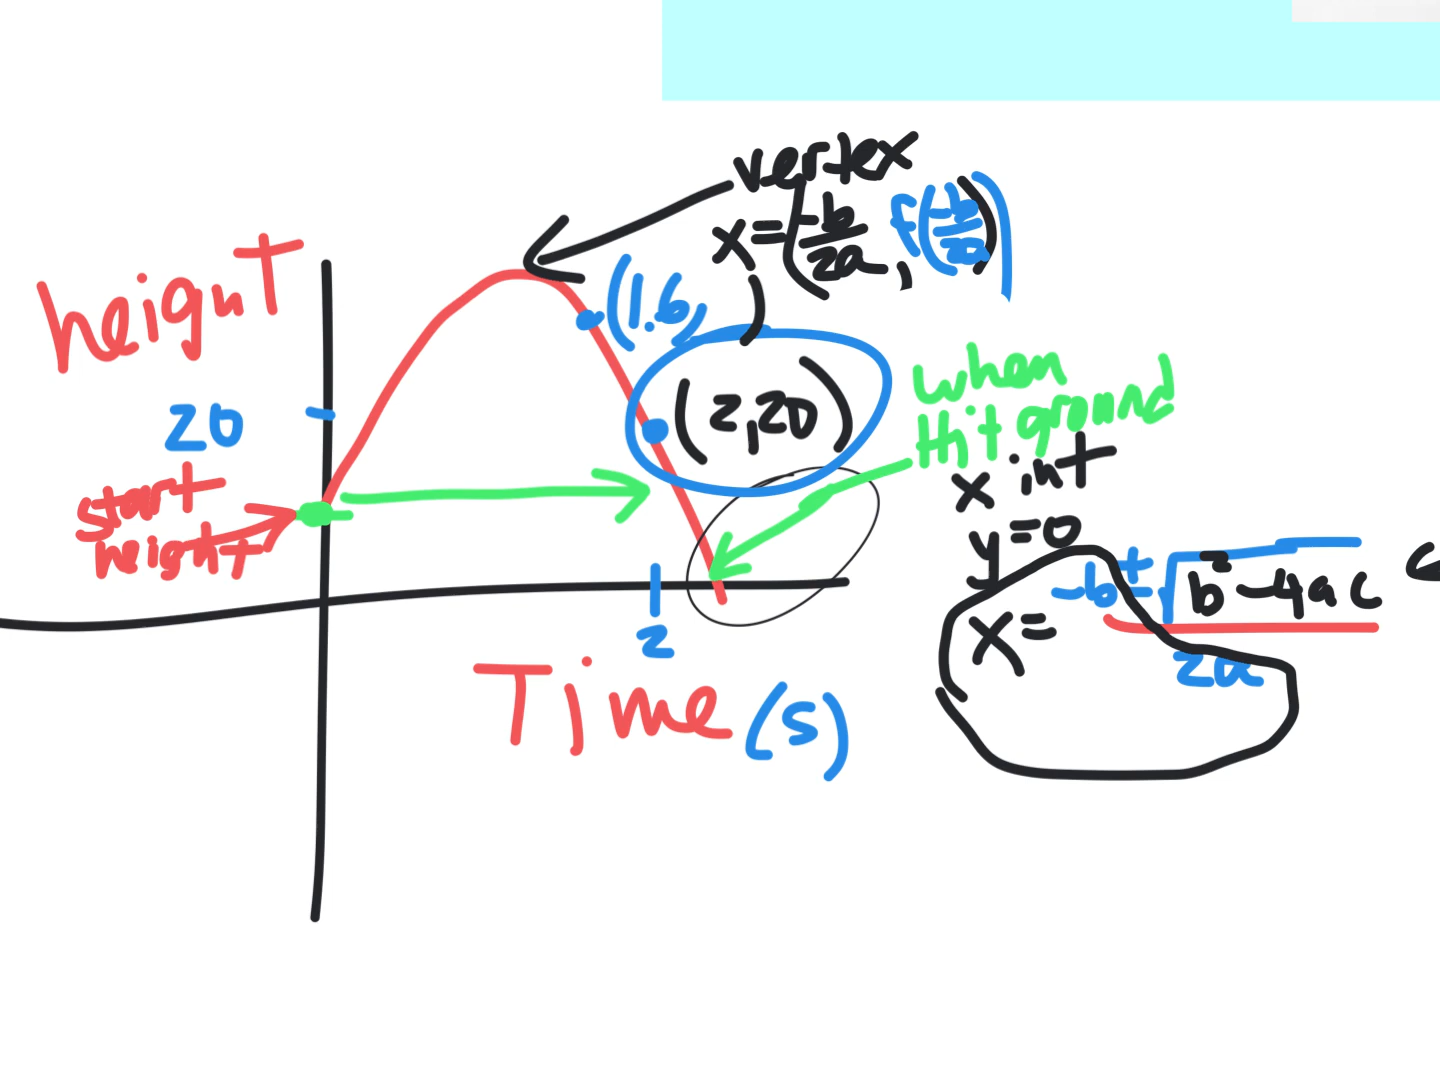 vertex
x=(-b/2a, f(-b/2a))
height
(1.6, )
20
(2,20)
when
hit ground
start
height
x int
y=0
x= -b±√b²-4ac
2a
2
Time (s)